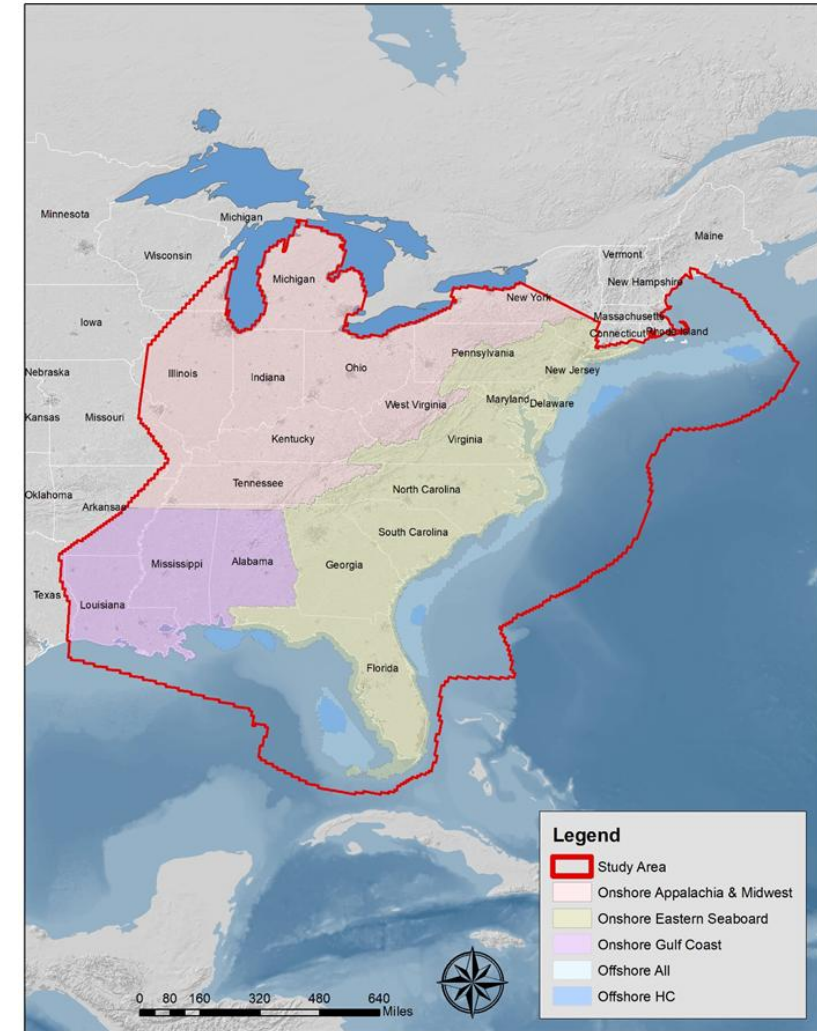 Maine
Minnesota
Michigan
Vermont
Wisconsin
New Hampshire
Michigan
New York
Massachusetts
Iowa
Connecticut
Rhode Island
Pennsylvania
Ohio
Nebraska
Illinois
Indiana
New Jersey
Maryland
Delaware
West Virginia
Kansas
Missouri
Kentucky
Virginia
Tennessee
North Carolina
Oklahoma
Arkansas
South Carolina
Mississippi
Alabama
Georgia
Texas
Louisiana
Florida
Legend
Study Area
Onshore Appalachia & Midwest
Onshore Eastern Seaboard
Onshore Gulf Coast
Offshore All
Offshore HC
0 80 160 320 480 640
Miles